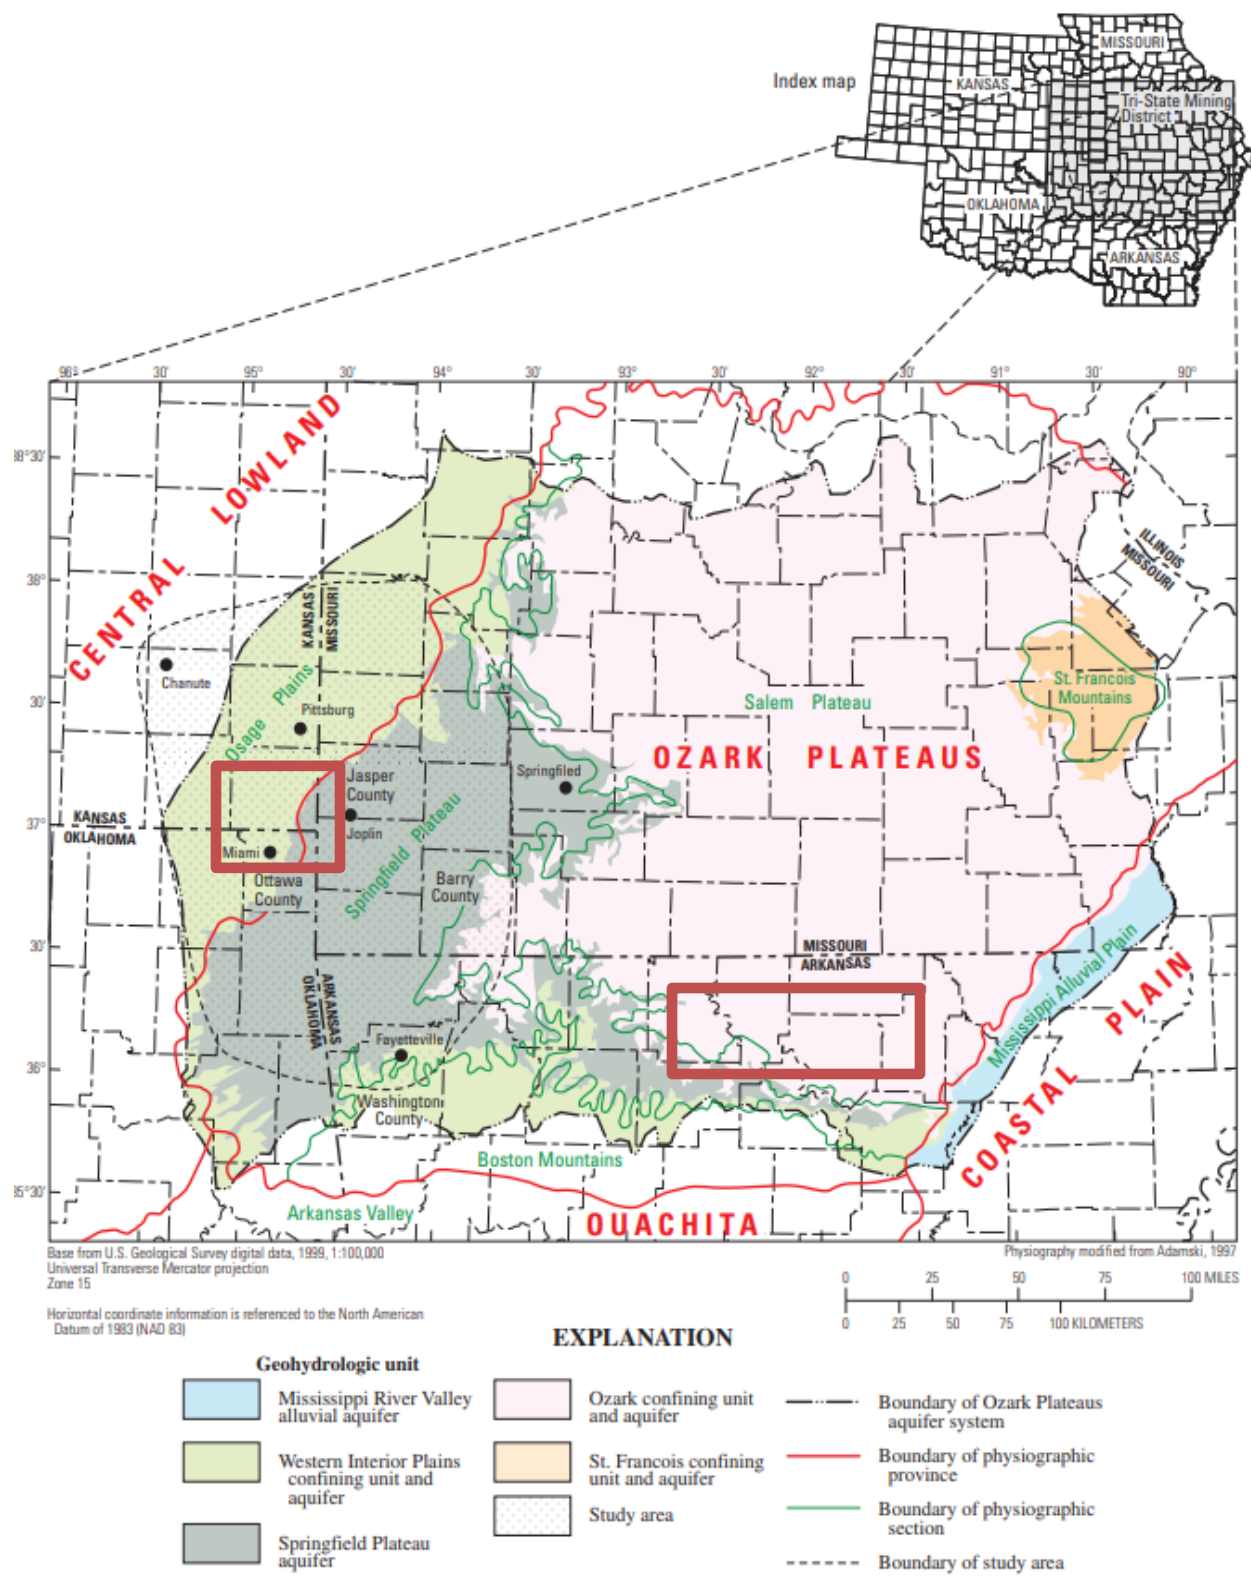 MISSOURI
Index map
KANSAS
Tri-State Mining
District
OKLAHOMA
ARKANSAS
96°
30'
95°
30'
94°
30'
93°
30'
92°
30'
91°
30'
90°
38°30'
38°
30'
37°
30'
36°
35°30'
CENTRAL LOWLAND
ILLINOIS
MISSOURI
KANSAS
MISSOURI
Chanute
Osage Plains
Pittsburg
St. Francois
Mountains
Salem Plateau
OZARK PLATEAUS
Springfiled
Jasper
County
Joplin
KANSAS
OKLAHOMA
Miami
Ottawa
County
Springfield Plateau
Barry
County
MISSOURI
ARKANSAS
ARKANSAS
OKLAHOMA
Mississippi Alluvial Plain
COASTAL PLAIN
Fayetteville
Washington
County
Boston Mountains
Arkansas Valley
OUACHITA
Base from U.S. Geological Survey digital data, 1999, 1:100,000
Universal Transverse Mercator projection
Zone 15
Physiography modified from Adamski, 1997
0 25 50 75 100 MILES
0 25 50 75 100 KILOMETERS
Horizontal coordinate information is referenced to the North American
Datum of 1983 (NAD 83)
EXPLANATION
Geohydrologic unit
Mississippi River Valley
alluvial aquifer
Western Interior Plains
confining unit and
aquifer
Springfield Plateau
aquifer
Ozark confining unit
and aquifer
St. Francois confining
unit and aquifer
Study area
Boundary of Ozark Plateaus
aquifer system
Boundary of physiographic
province
Boundary of physiographic
section
Boundary of study area